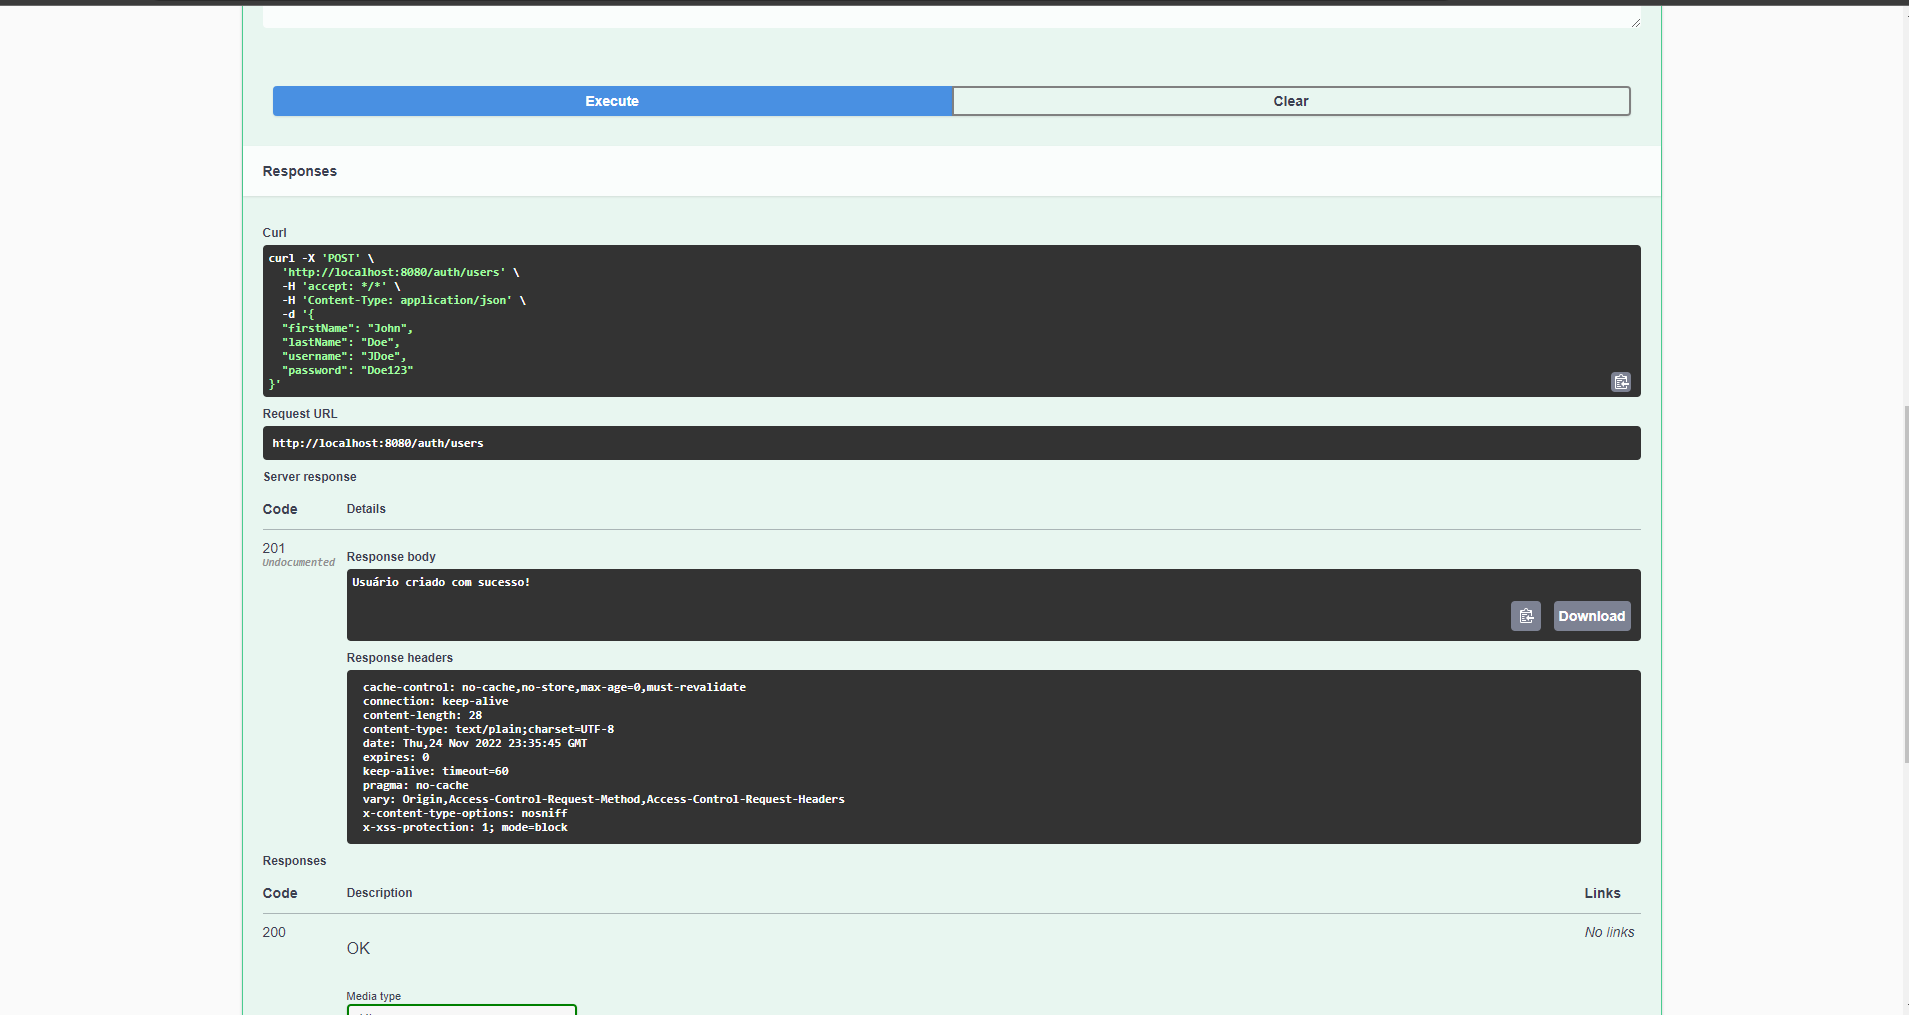 Execute
Clear
Responses
Curl
curl -X 'POST' \
'http://localhost:8080/auth/users' \
-H 'accept: */*' \
-H 'Content-Type: application/json' \
-d '{
"firstName": "John",
"lastName": "Doe",
"username": "JDoe",
"password": "Doe123"
}'
Request URL
http://localhost:8080/auth/users
Server response
Code Details
201
Undocumented
Response body
Usuário criado com sucesso!
Download
Response headers
cache-control: no-cache,no-store,max-age=0,must-revalidate
connection: keep-alive
content-length: 28
content-type: text/plain;charset=UTF-8
date: Thu,24 Nov 2022 23:35:45 GMT
expires: 0
keep-alive: timeout=60
pragma: no-cache
vary: Origin,Access-Control-Request-Method,Access-Control-Request-Headers
x-content-type-options: nosniff
x-xss-protection: 1; mode=block
Responses
Code Description Links
200 No links
OK
Media type